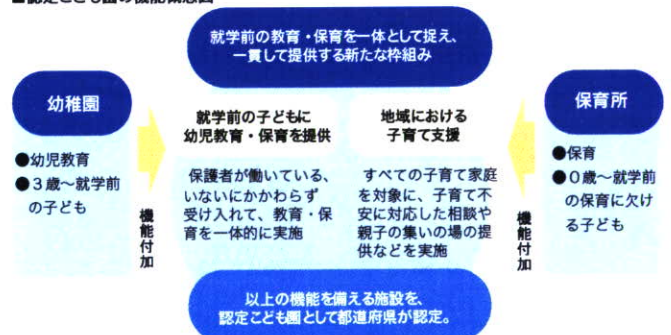 ■認定こども園の機能概念図
就学前の教育・保育を一体として捉え、
一貫して提供する新たな枠組み
幼稚園
●幼児教育
●３歳～就学前
の子ども
機能付加
就学前の子どもに
幼児教育・保育を提供
保護者が働いている、
いないにかかわらず
受け入れて、教育・保
育を一体的に実施
地域における
子育て支援
すべての子育て家庭
を対象に、子育て不
安に対応した相談や
親子の集いの場の提
供などを実施
機能付加
保育所
●保育
●０歳～就学前
の保育に欠け
る子ども
以上の機能を備える施設を、
認定こども園として都道府県が認定。